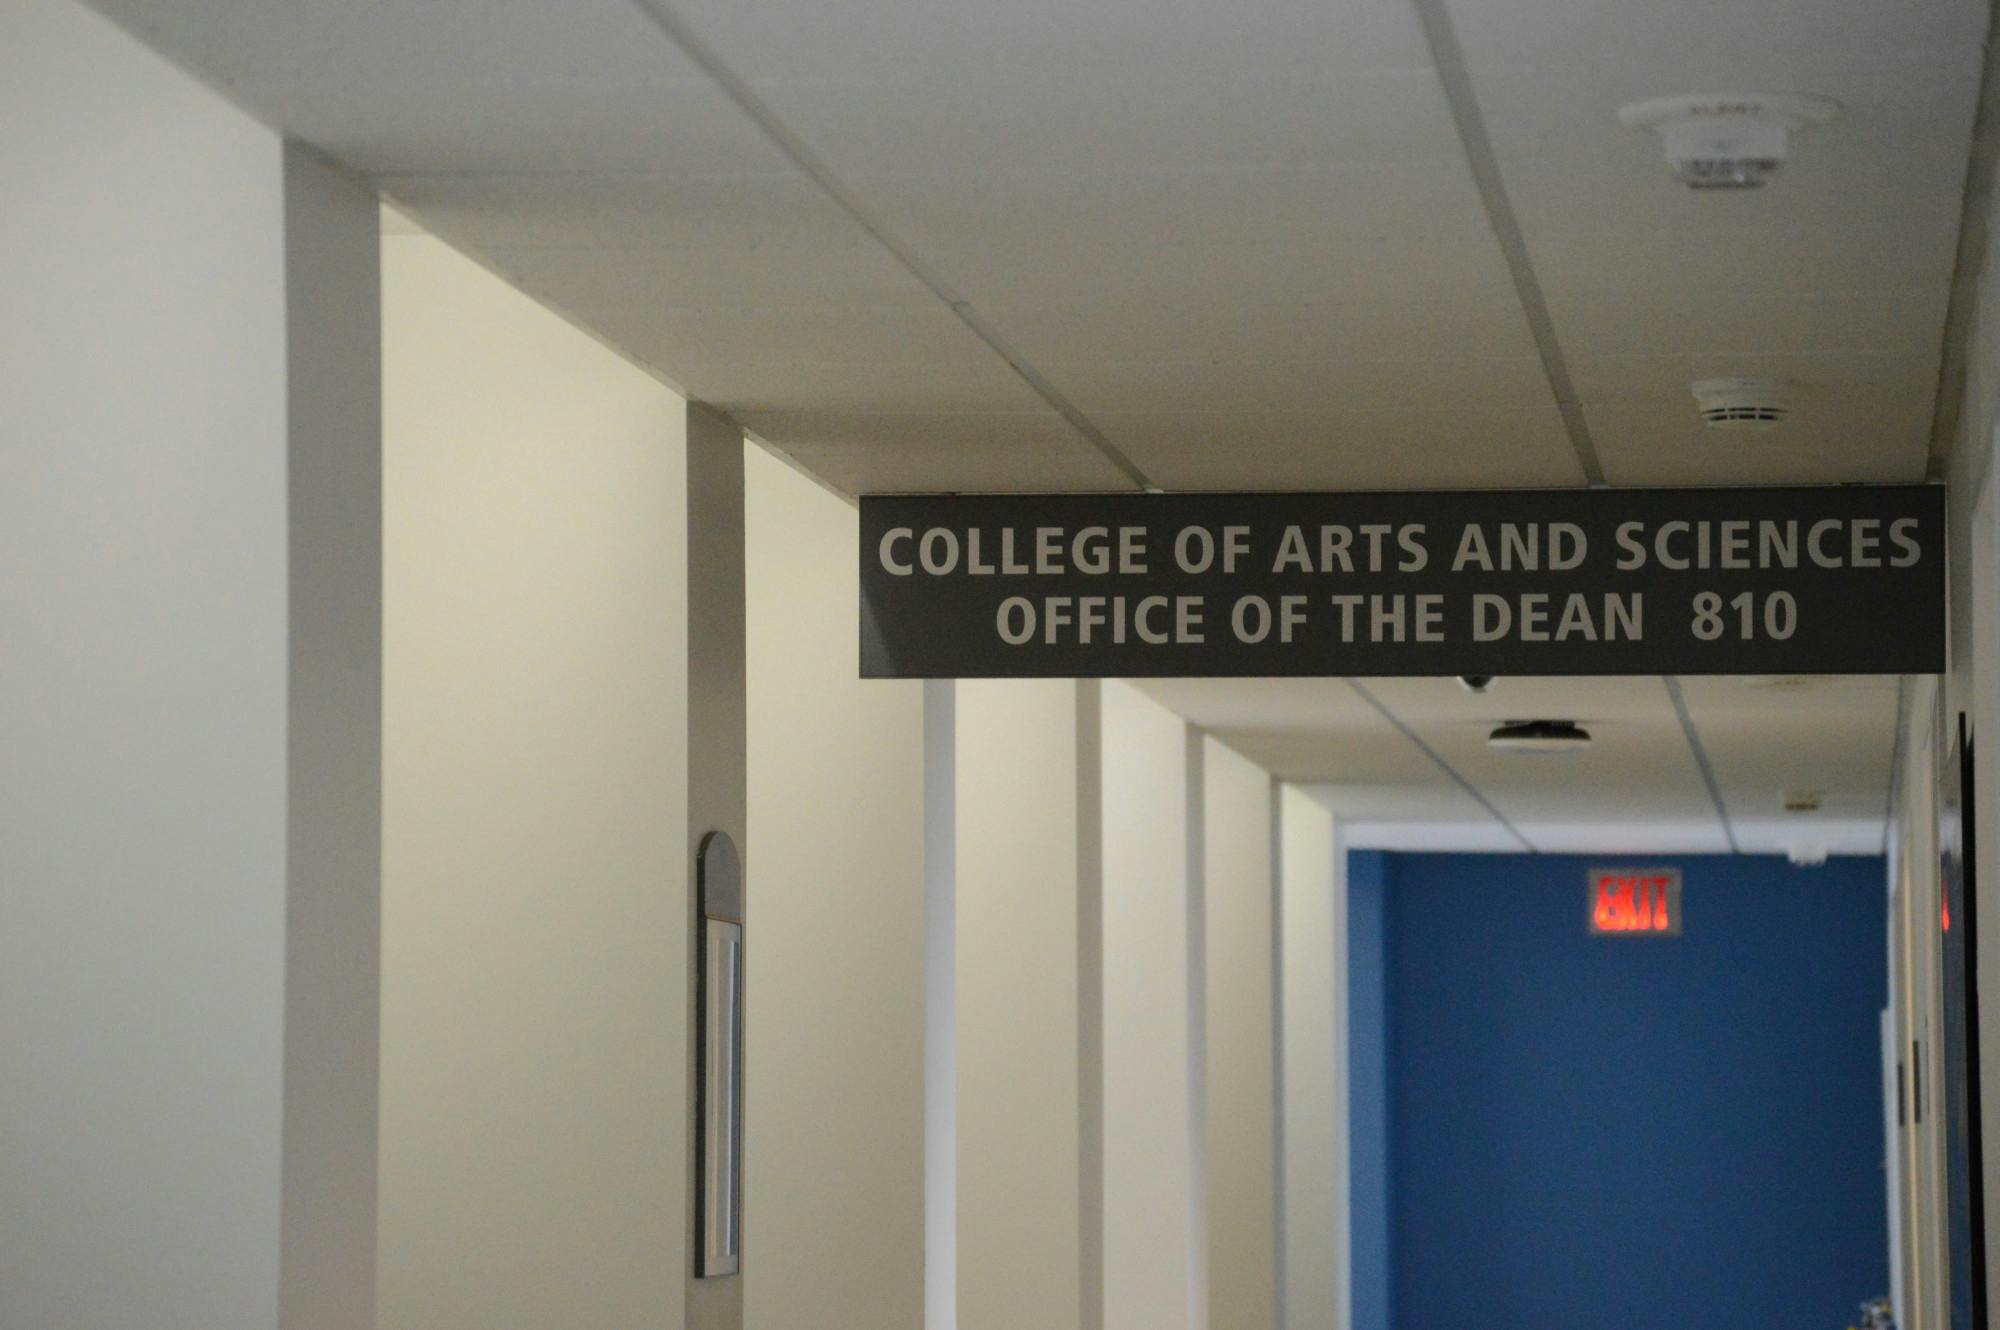 COLLEGE OF ARTS AND SCIENCES
OFFICE OF THE DEAN 810
EXIT